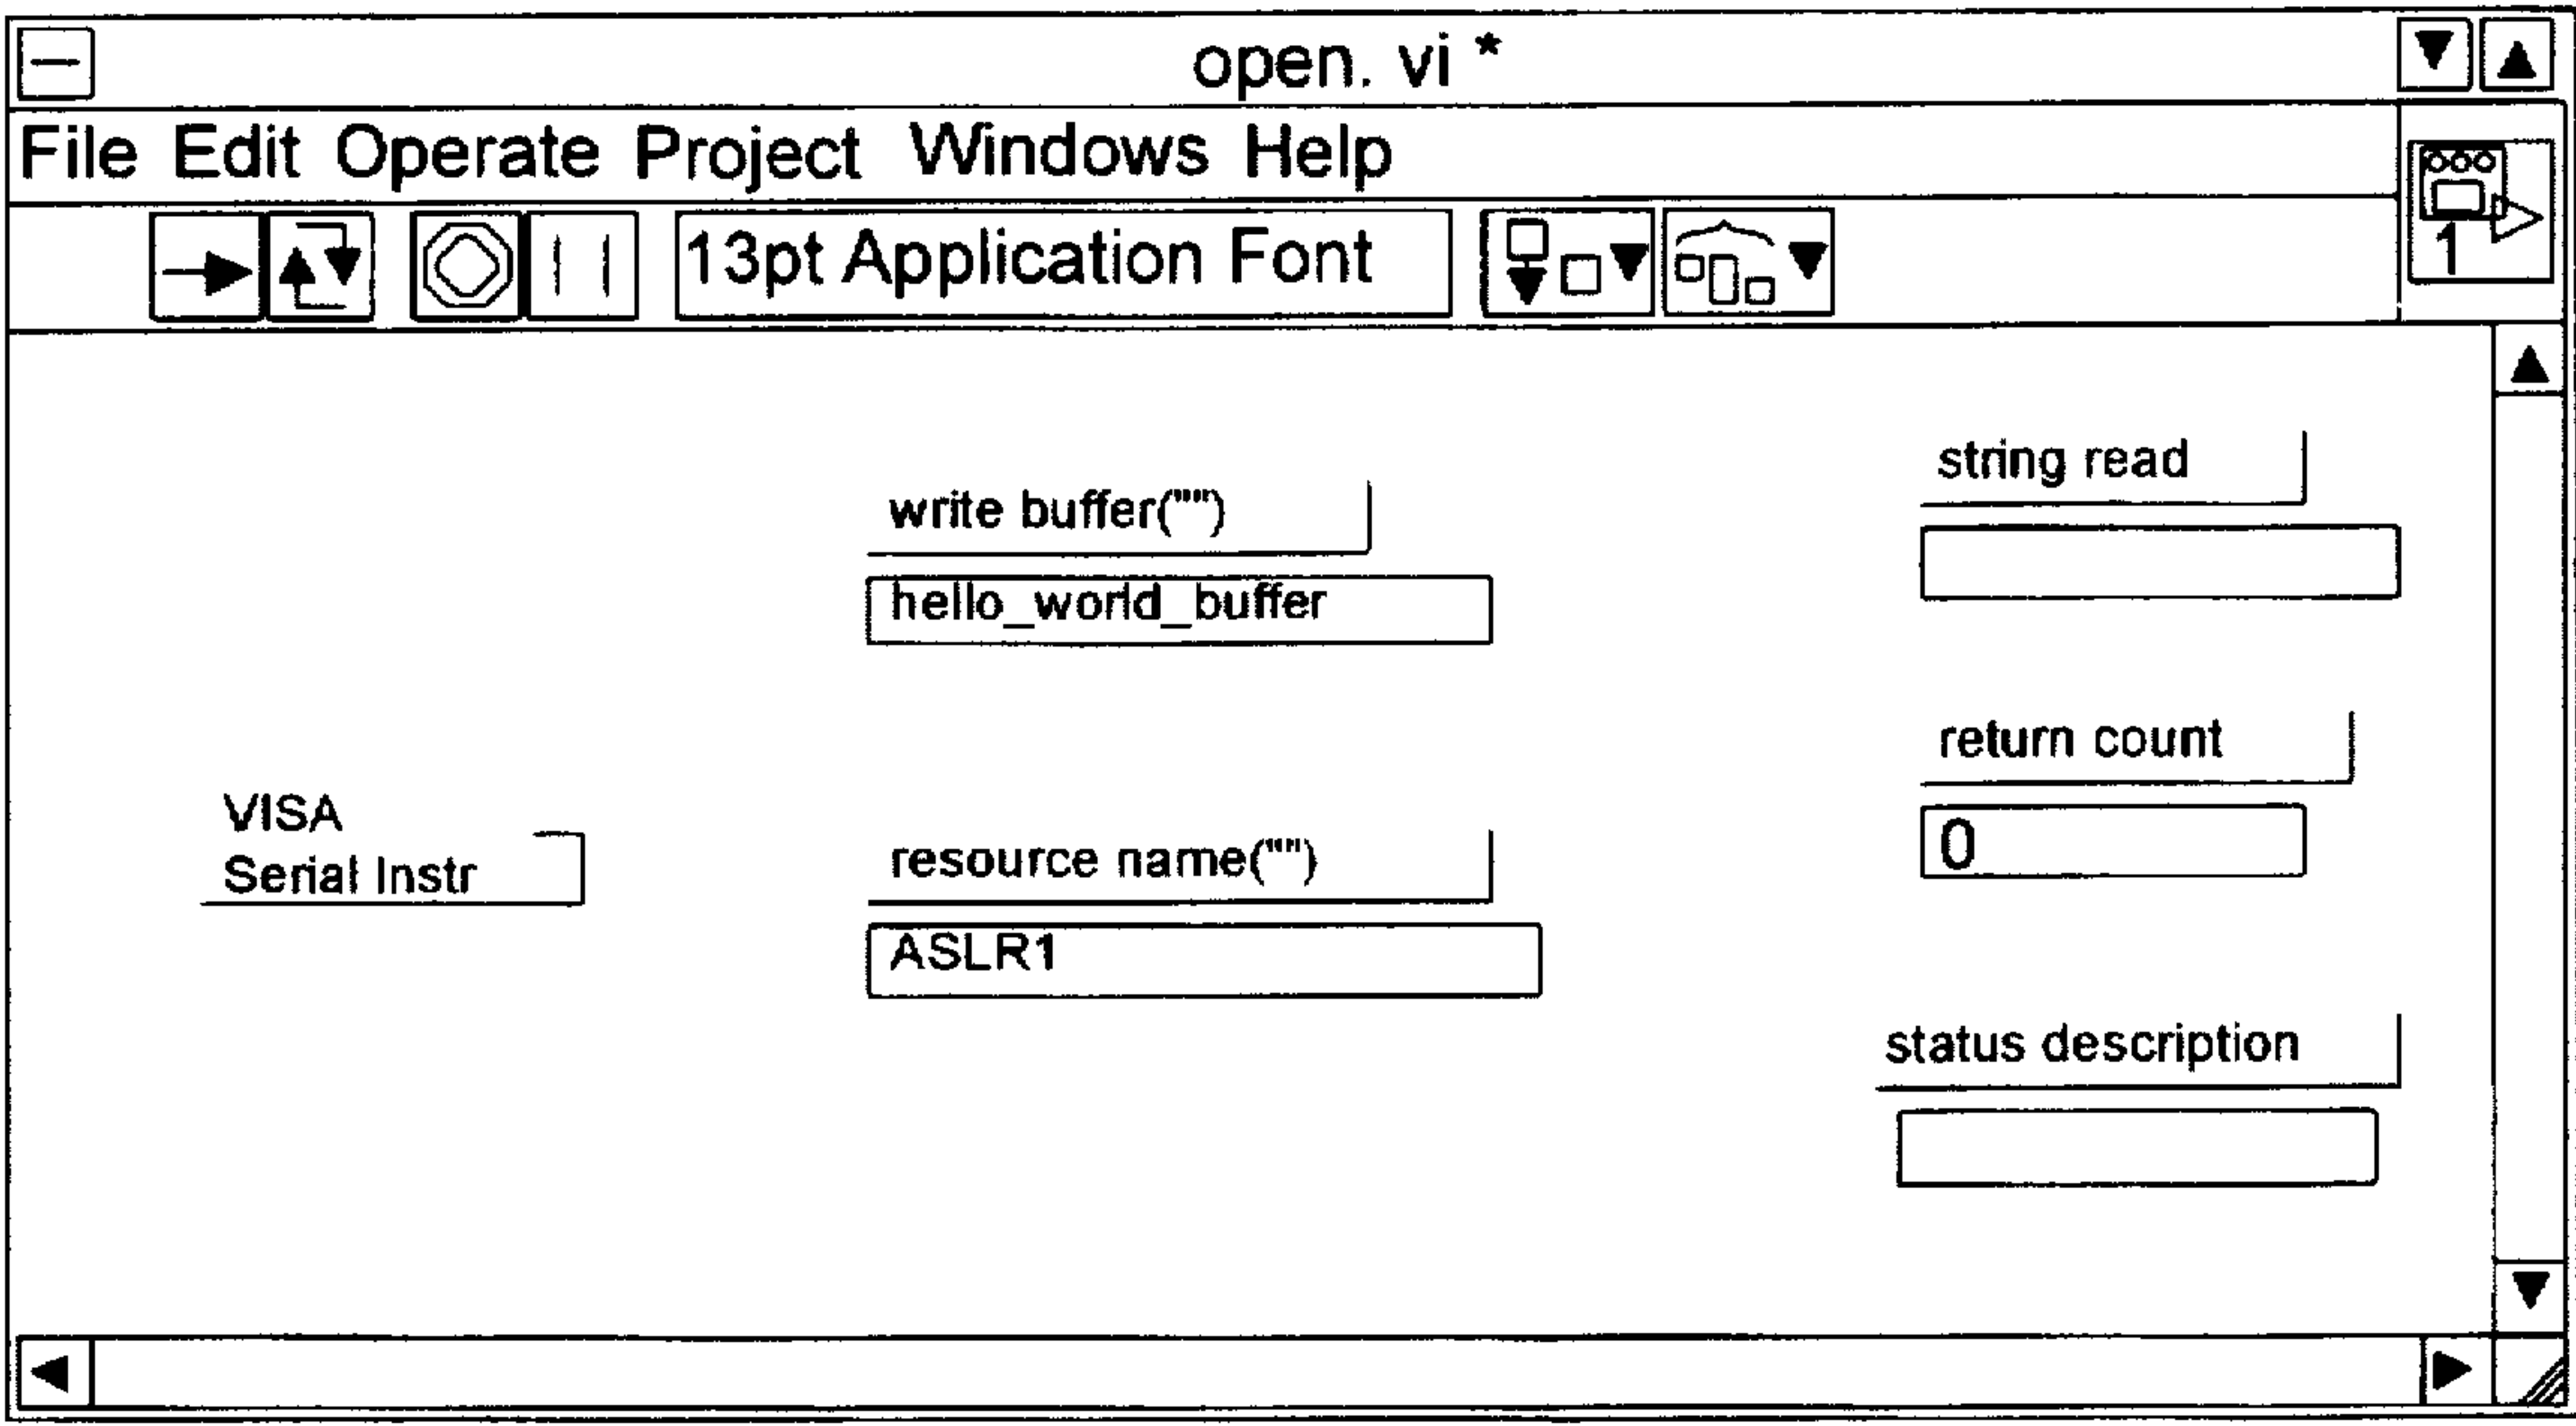 open. vi *
File Edit Operate Project Windows Help
13pt Application Font
1
string read
write buffer("")
hello_world_buffer
return count
0
VISA
Serial Instr
resource name("")
ASLR1
status description